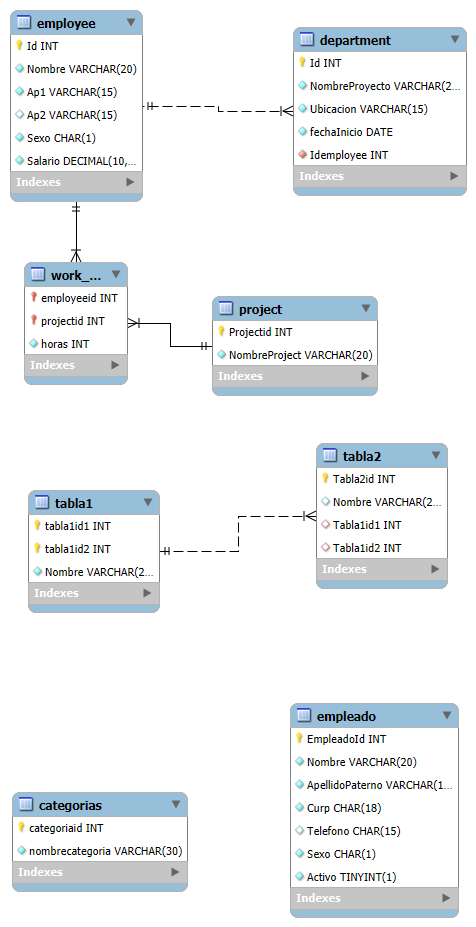 employee
Id INT
Nombre VARCHAR(20)
Ap1 VARCHAR(15)
Ap2 VARCHAR(15)
Sexo CHAR(1)
Salario DECIMAL(10,...
Indexes
department
Id INT
NombreProyecto VARCHAR(2...
Ubicacion VARCHAR(15)
fechaInicio DATE
Idemployee INT
Indexes
work_...
employeeid INT
projectid INT
horas INT
Indexes
project
Projectid INT
NombreProject VARCHAR(20)
Indexes
tabla2
Tabla2id INT
Nombre VARCHAR(2...
Tabla1id1 INT
Tabla1id2 INT
Indexes
tabla1
tabla1id1 INT
tabla1id2 INT
Nombre VARCHAR(2...
Indexes
empleado
EmpleadoId INT
Nombre VARCHAR(20)
ApellidoPaterno VARCHAR(1...
Curp CHAR(18)
Telefono CHAR(15)
Sexo CHAR(1)
Activo TINYINT(1)
Indexes
categorias
categoriaid INT
nombrecategoria VARCHAR(30)
Indexes